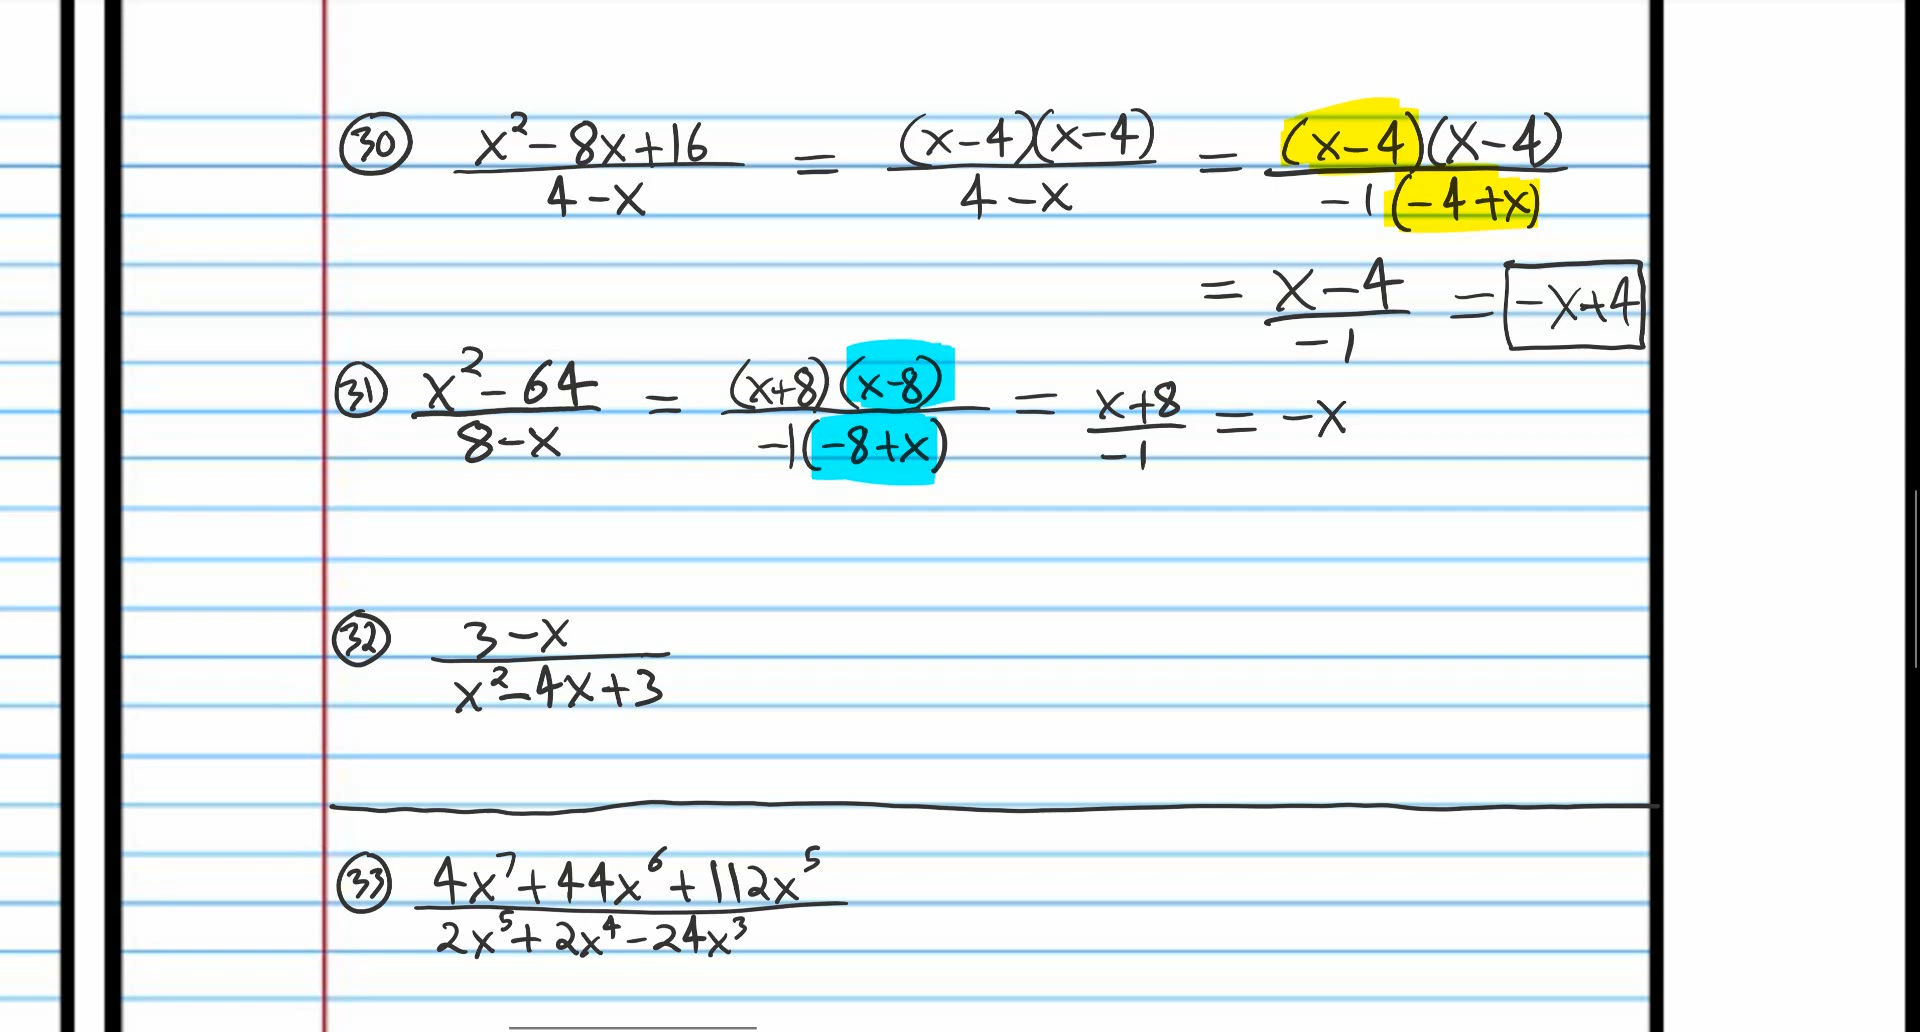 30 (x² - 8x + 16)/(4 - x) = ((x-4)(x-4))/(4 - x) = ((x-4)(x-4))/(-1(-4+x))
= (x-4)/(-1) = -x+4
31 (x² - 64)/(8-x) = ((x+8)(x-8))/(-1(-8+x)) = (x+8)/(-1) = -x
32 (3-x)/(x²-4x+3)
33 (4x⁷+44x⁶+112x⁵)/(2x⁵+2x⁴-24x³)